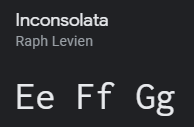 Inconsolata
Raph Levien
Ee Ff Gg